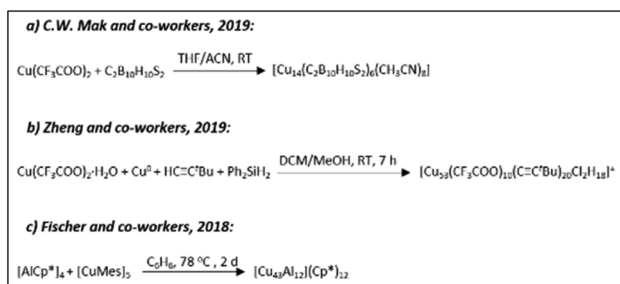 a) C.W. Mak and co-workers, 2019:
THF/ACN, RT
Cu(CF₃COO)₂ + C₂B₁₀H₁₀S₂ → [Cu₁₄(C₂B₁₀H₁₀S₂)₆(CH₃CN)₈]
b) Zheng and co-workers, 2019:
DCM/MeOH, RT, 7 h
Cu(CF₃COO)₂·H₂O + Cu⁰ + HC≡CᵗBu + Ph₂SiH₂ → [Cu₅₃(CF₃COO)₁₀(C≡CᵗBu)₂₀Cl₂H₁₈]⁺
c) Fischer and co-workers, 2018:
C₆H₆, 78 °C, 2 d
[AlCp*]₄ + [CuMes]₅ → [Cu₄₃Al₁₂](Cp*)₁₂